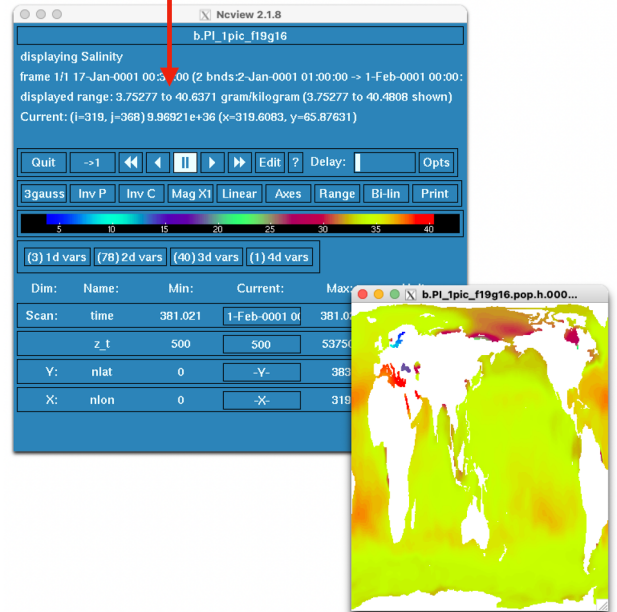 Ncview 2.1.8
b.PI_1pic_f19g16
displaying Salinity
frame 1/1 17-Jan-0001 00:3 :00 (2 bnds:2-Jan-0001 01:00:00 -> 1-Feb-0001 00:00:
displayed range: 3.75277 to 40.6371 gram/kilogram (3.75277 to 40.4808 shown)
Current: (i=319, j=368) 9.96921e+36 (x=319.6083, y=65.87631)
Quit ->1 Edit ? Delay: Opts
3gauss Inv P Inv C Mag X1 Linear Axes Range Bi-lin Print
5 10 15 20 25 30 35 40
(3) 1d vars (78) 2d vars (40) 3d vars (1) 4d vars
Dim: Name: Min: Current: Max:
Scan: time 381.021 1-Feb-0001 00 381.0
z_t 500 500 53750
Y: nlat 0 -Y- 383
X: nlon 0 -X- 319
b.PI_1pic_f19g16.pop.h.000...